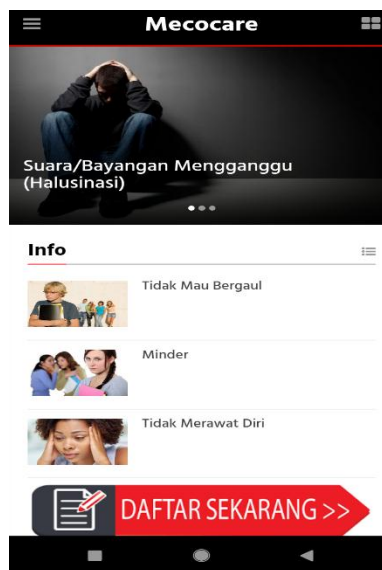 Mecocare
Suara/Bayangan Mengganggu
(Halusinasi)
Info
Tidak Mau Bergaul
Minder
Tidak Merawat Diri
DAFTAR SEKARANG >>